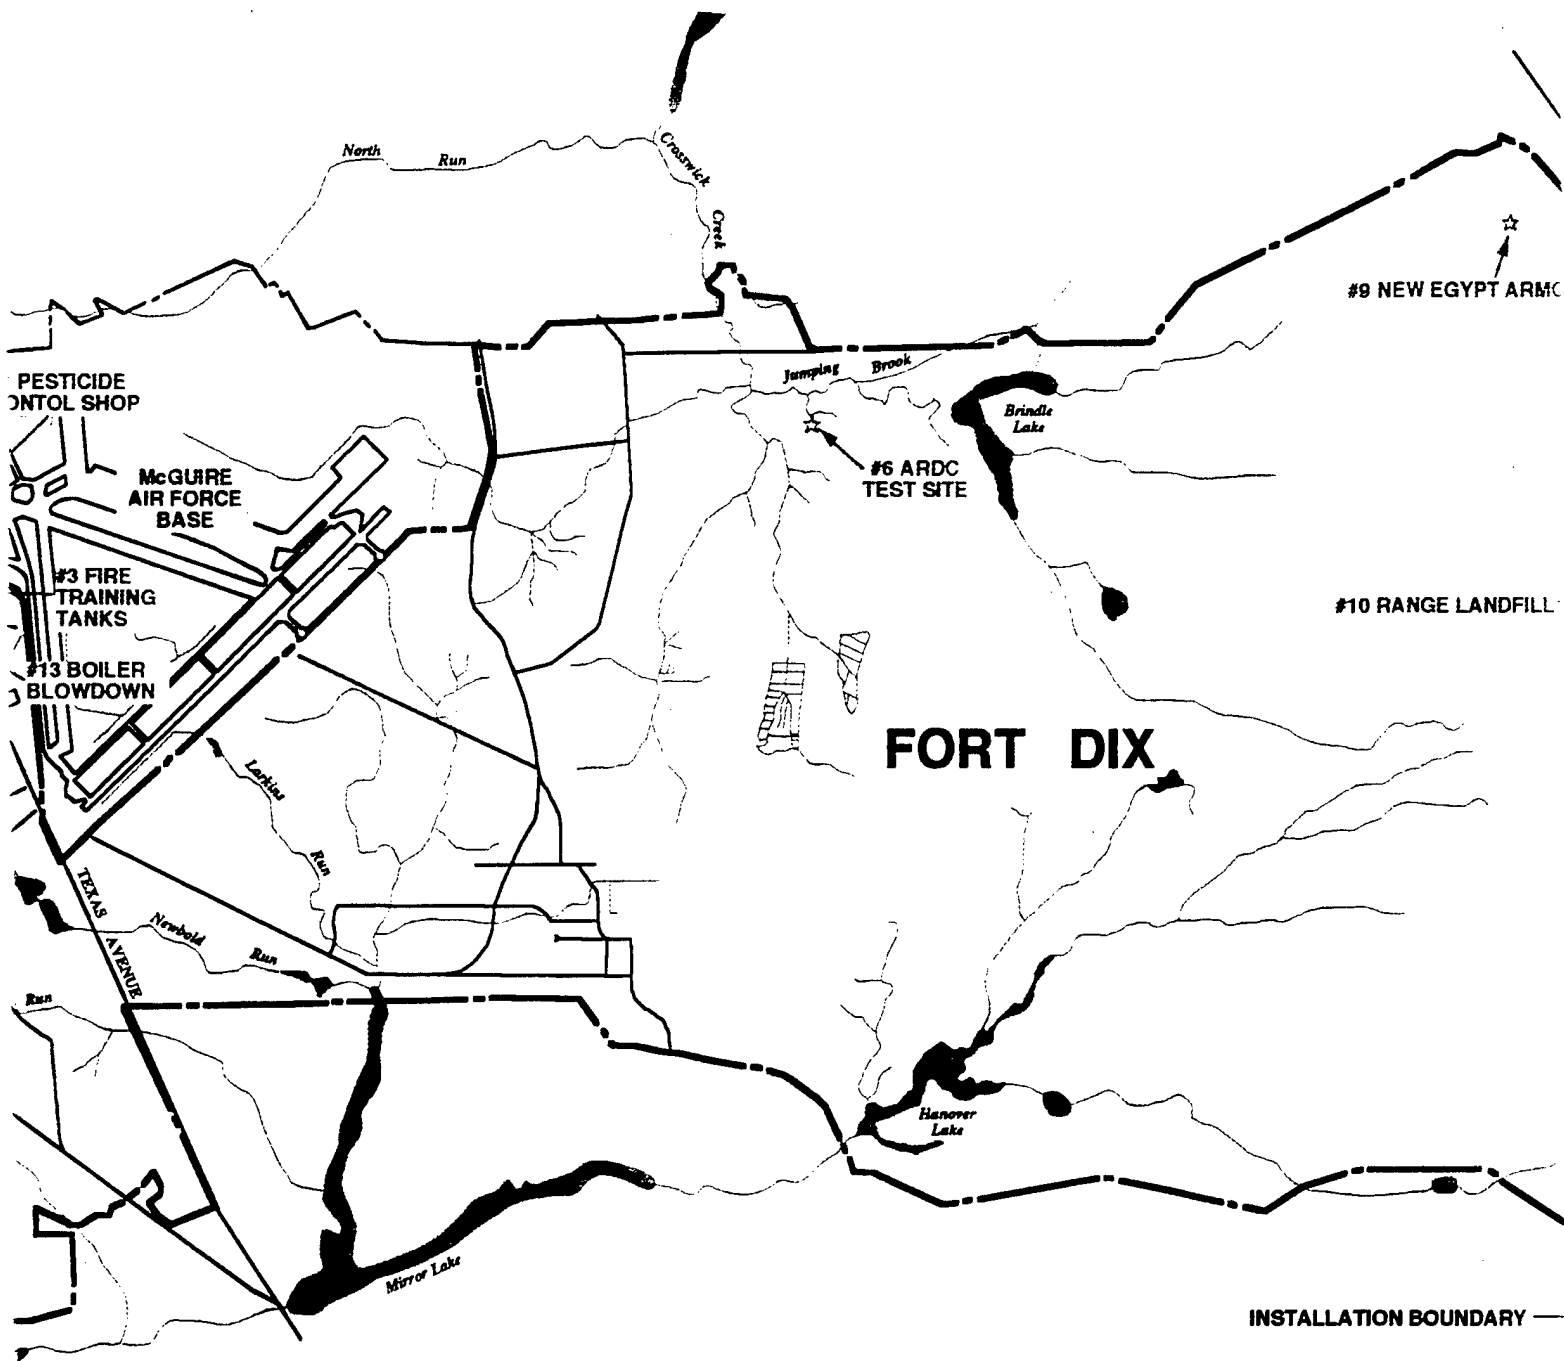 North Run
Crosswick
Creek
#9 NEW EGYPT ARMO
Jumping Brook
PESTICIDE
ONTOL SHOP
Brindle
Lake
#6 ARDC
TEST SITE
McGUIRE
AIR FORCE
BASE
#3 FIRE
TRAINING
TANKS
#10 RANGE LANDFILL
#13 BOILER
BLOWDOWN
FORT DIX
Larkins
Run
TEXAS
AVENUE
Newbold
Run
Run
Hanover
Lake
Mirror Lake
INSTALLATION BOUNDARY